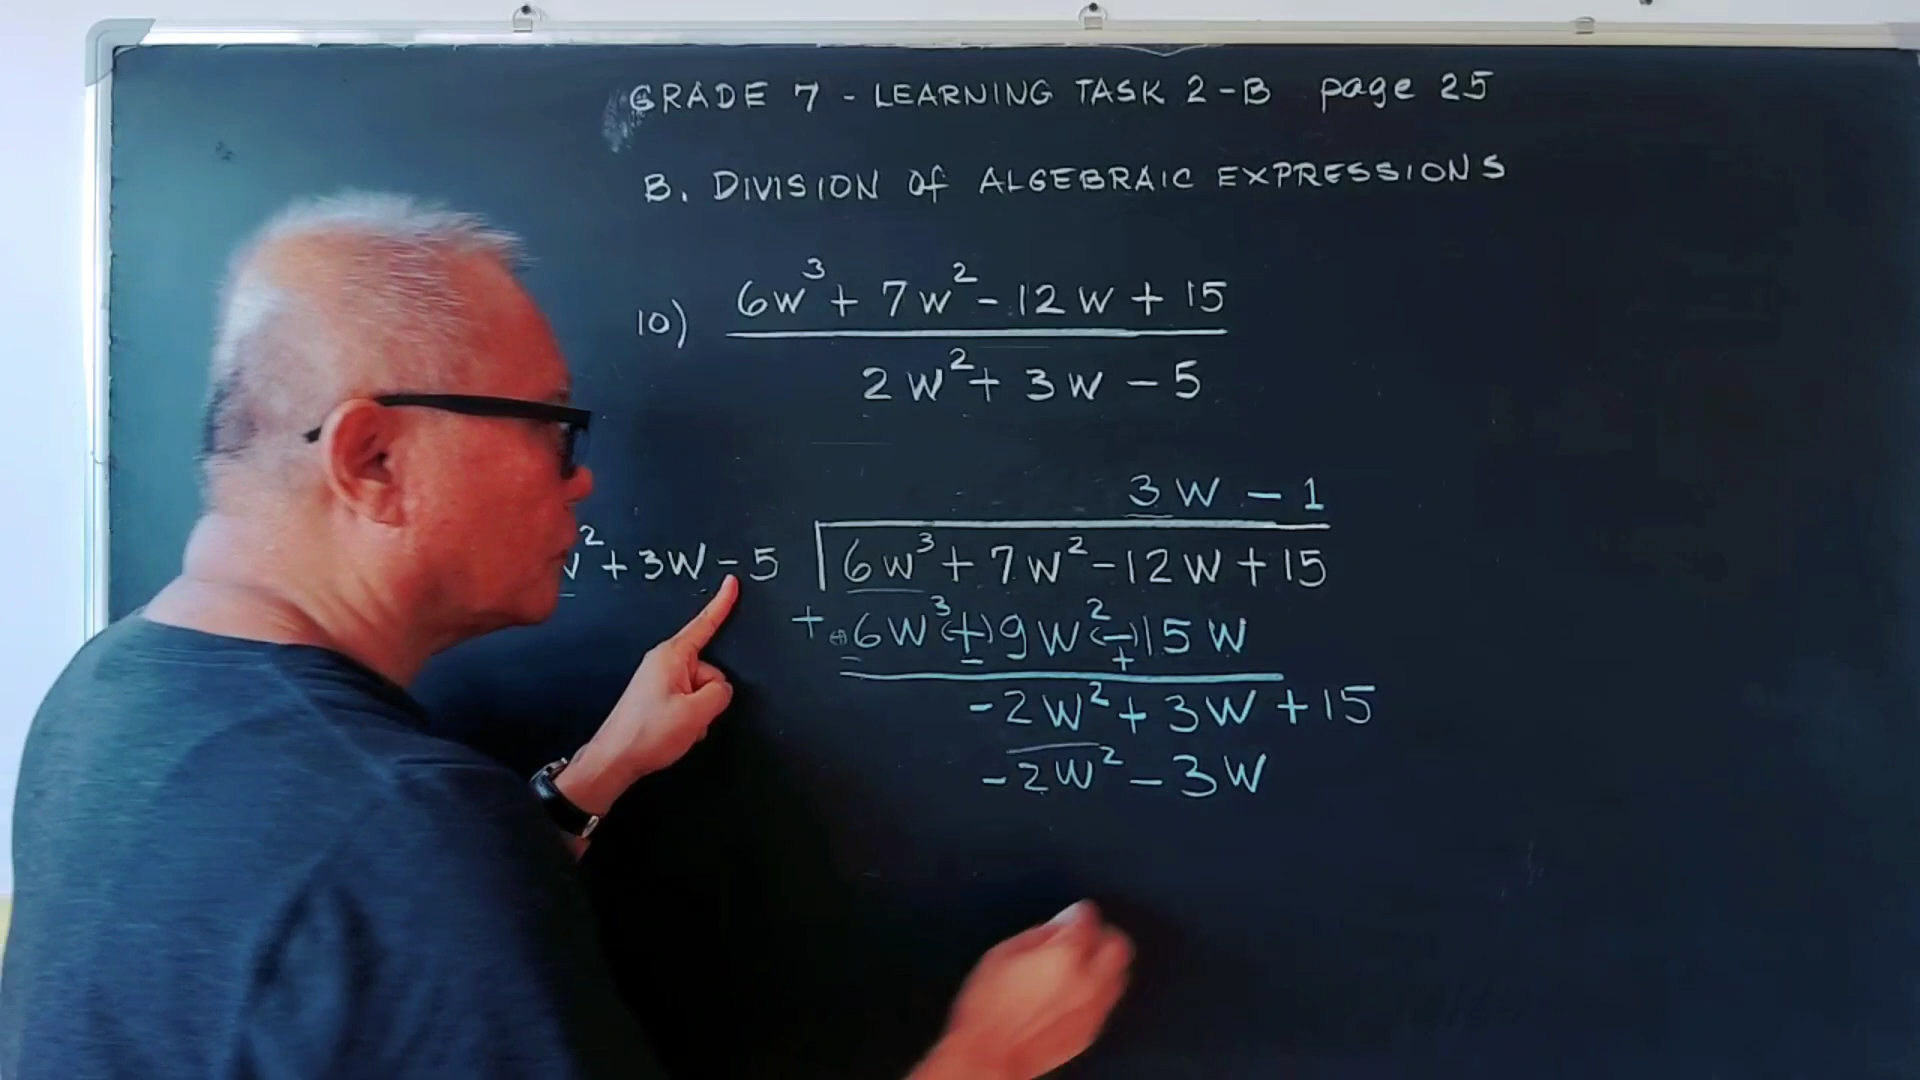 GRADE 7 - LEARNING TASK 2-B page 25
B. DIVISION of ALGEBRAIC EXPRESSIONS
10) 6w³ + 7w² - 12w + 15
2w² + 3w - 5
3w - 1
w² + 3w - 5 6w³ + 7w² - 12w + 15
+ 6w³ (+) 9w² (-) 15w
- +
-2w² + 3w + 15
-2w² - 3w